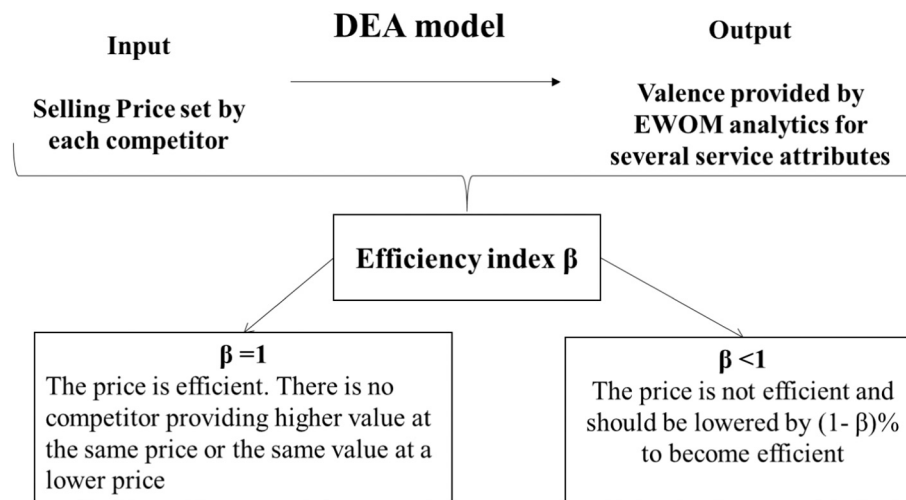 DEA model
Input
Output
Selling Price set by
each competitor
Valence provided by
EWOM analytics for
several service attributes
Efficiency index β
β =1
The price is efficient. There is no
competitor providing higher value at
the same price or the same value at a
lower price
β <1
The price is not efficient and
should be lowered by (1- β)%
to become efficient